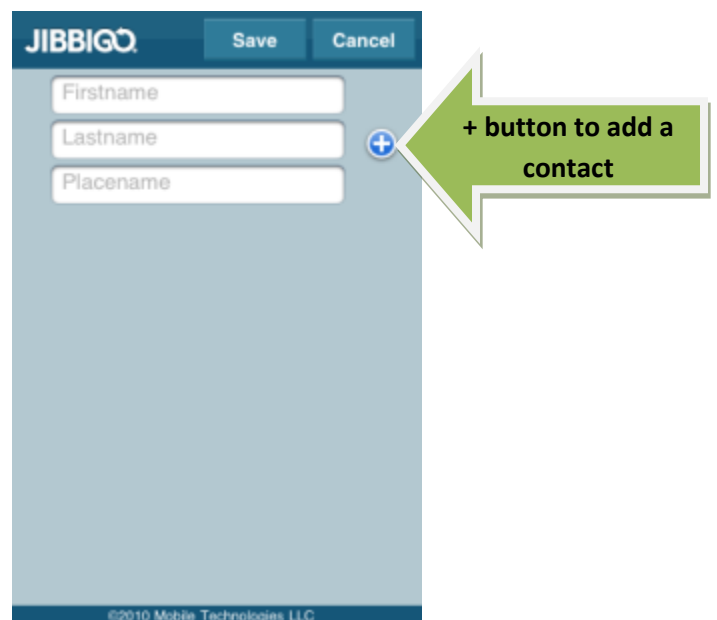 JIBBIGO Save Cancel
Firstname
Lastname
Placename
+ button to add a
contact
©2010 Mobile Technologies LLC